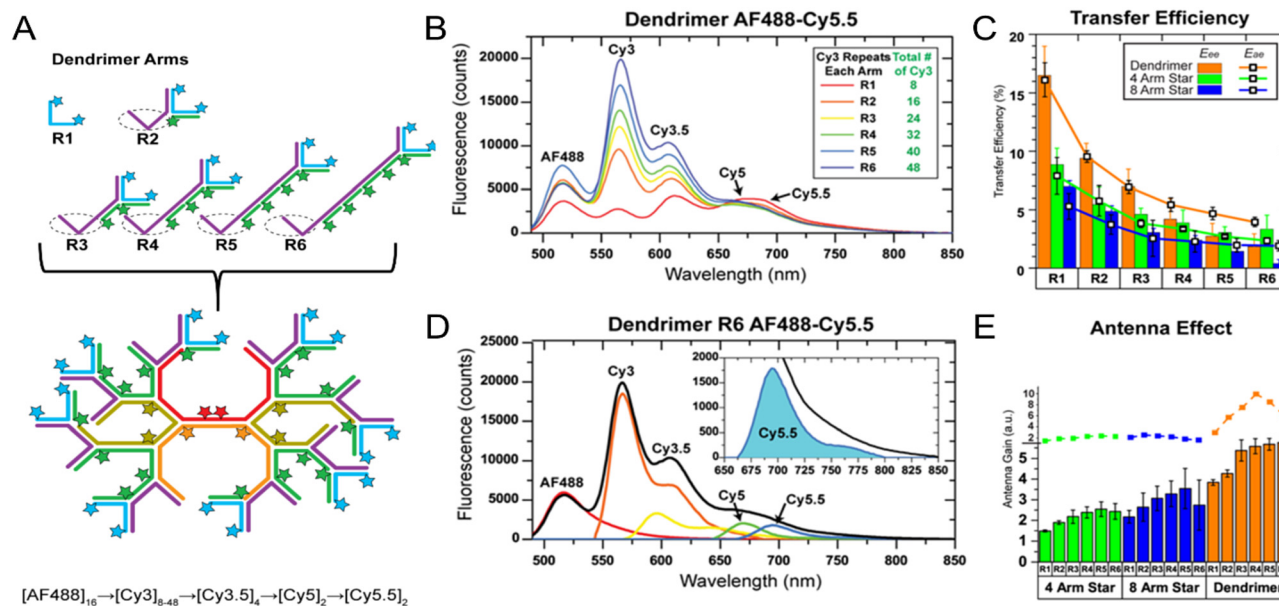 A
Dendrimer Arms
R1
R2
R3
R4
R5
R6
[AF488]16→[Cy3]8-48→[Cy3.5]4→[Cy5]2→[Cy5.5]2
B
Dendrimer AF488-Cy5.5
Fluorescence (counts)
20000
15000
10000
5000
0
AF488
Cy3
Cy3.5
Cy5
Cy5.5
Cy3 Repeats Total #
Each Arm of Cy3
R1 8
R2 16
R3 24
R4 32
R5 40
R6 48
500 550 600 650 700 750 800 850
Wavelength (nm)
C
Transfer Efficiency
Transfer Efficiency (%)
20
15
10
5
0
Eee Eae
Dendrimer
4 Arm Star
8 Arm Star
R1 R2 R3 R4 R5 R6
D
Dendrimer R6 AF488-Cy5.5
Fluorescence (counts)
25000
20000
15000
10000
5000
0
AF488
Cy3
Cy3.5
Cy5
Cy5.5
2000
1750
1500
1250
1000
750
500
250
0
Cy5.5
650 675 700 725 750 775 800 825 850
500 550 600 650 700 750 800 850
Wavelength (nm)
E
Antenna Effect
Antenna Gain (a.u.)
10
8
6
4
2
5
4
3
2
1
0
R1 R2 R3 R4 R5 R6 R1 R2 R3 R4 R5 R6 R1 R2 R3 R4 R5
4 Arm Star 8 Arm Star Dendrimer